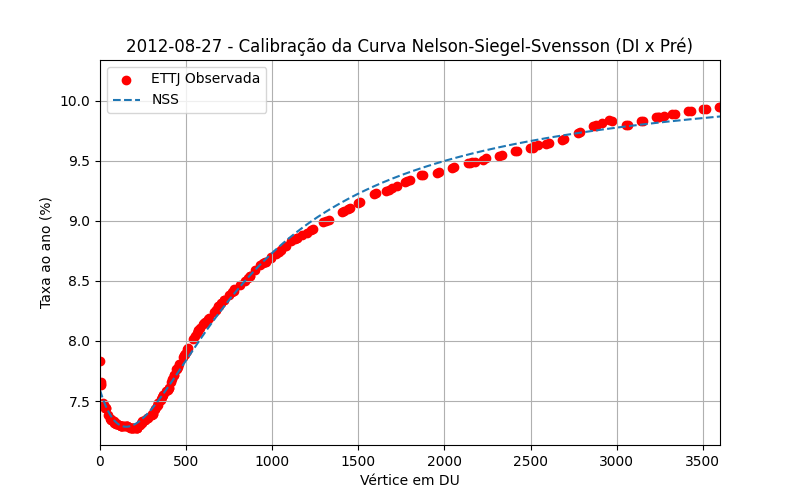 2012-08-27 - Calibração da Curva Nelson-Siegel-Svensson (DI x Pré)
ETTJ Observada
NSS
Taxa ao ano (%)
10.0
9.5
9.0
8.5
8.0
7.5
0 500 1000 1500 2000 2500 3000 3500
Vértice em DU